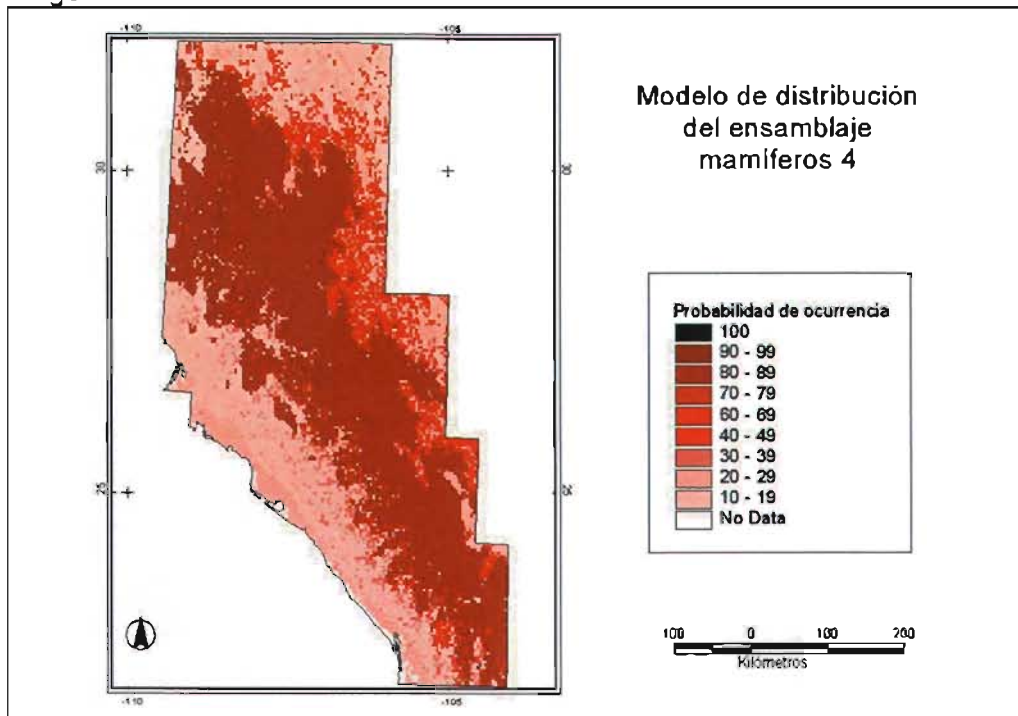 -110
-105
Modelo de distribución
del ensamblaje
mamíferos 4
30
30
Probabilidad de ocurrencia
100
90 - 99
80 - 89
70 - 79
60 - 69
40 - 49
30 - 39
20 - 29
10 - 19
No Data
25
25
100 0 100 200
Kilómetros
-110
-105